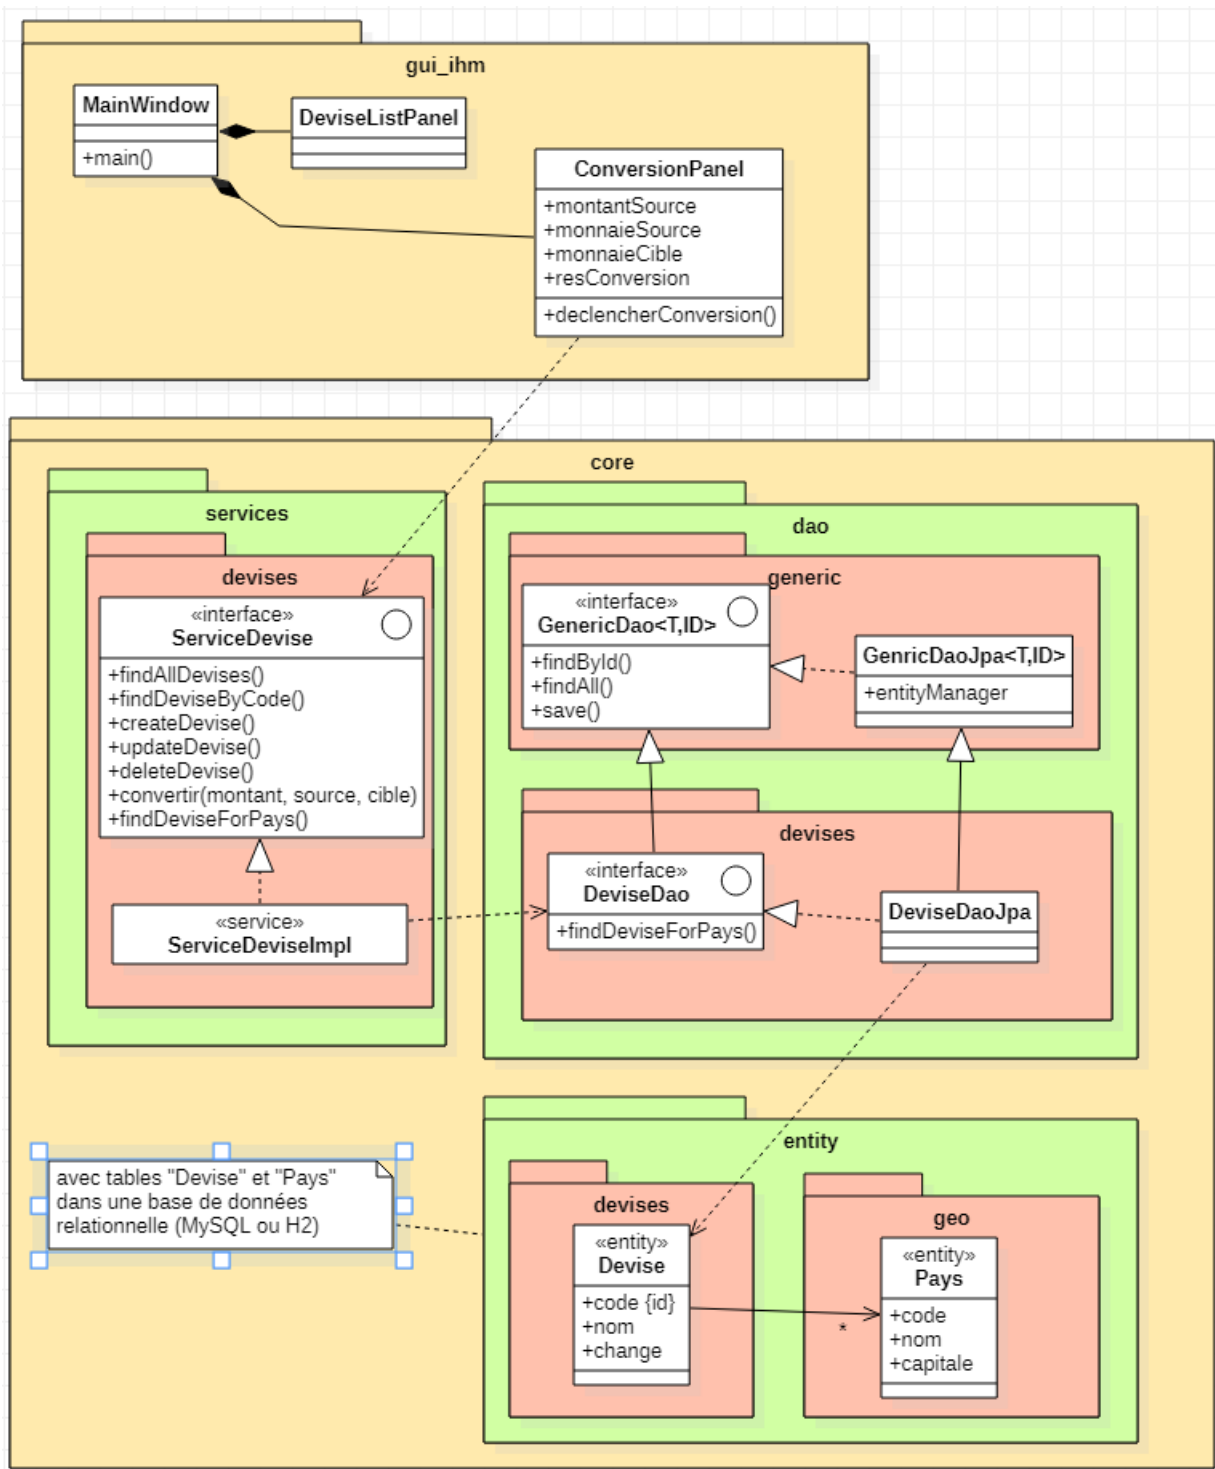 gui_ihm
MainWindow
+main()
DeviseListPanel
ConversionPanel
+montantSource
+monnaieSource
+monnaieCible
+resConversion
+declencherConversion()
core
services
devises
«interface»
ServiceDevise
+findAllDevises()
+findDeviseByCode()
+createDevise()
+updateDevise()
+deleteDevise()
+convertir(montant, source, cible)
+findDeviseForPays()
«service»
ServiceDeviseImpl
dao
generic
«interface»
GenericDao<T,ID>
+findById()
+findAll()
+save()
GenricDaoJpa<T,ID>
+entityManager
devises
«interface»
DeviseDao
+findDeviseForPays()
DeviseDaoJpa
avec tables "Devise" et "Pays"
dans une base de données
relationnelle (MySQL ou H2)
entity
devises
«entity»
Devise
+code {id}
+nom
+change
*
geo
«entity»
Pays
+code
+nom
+capitale